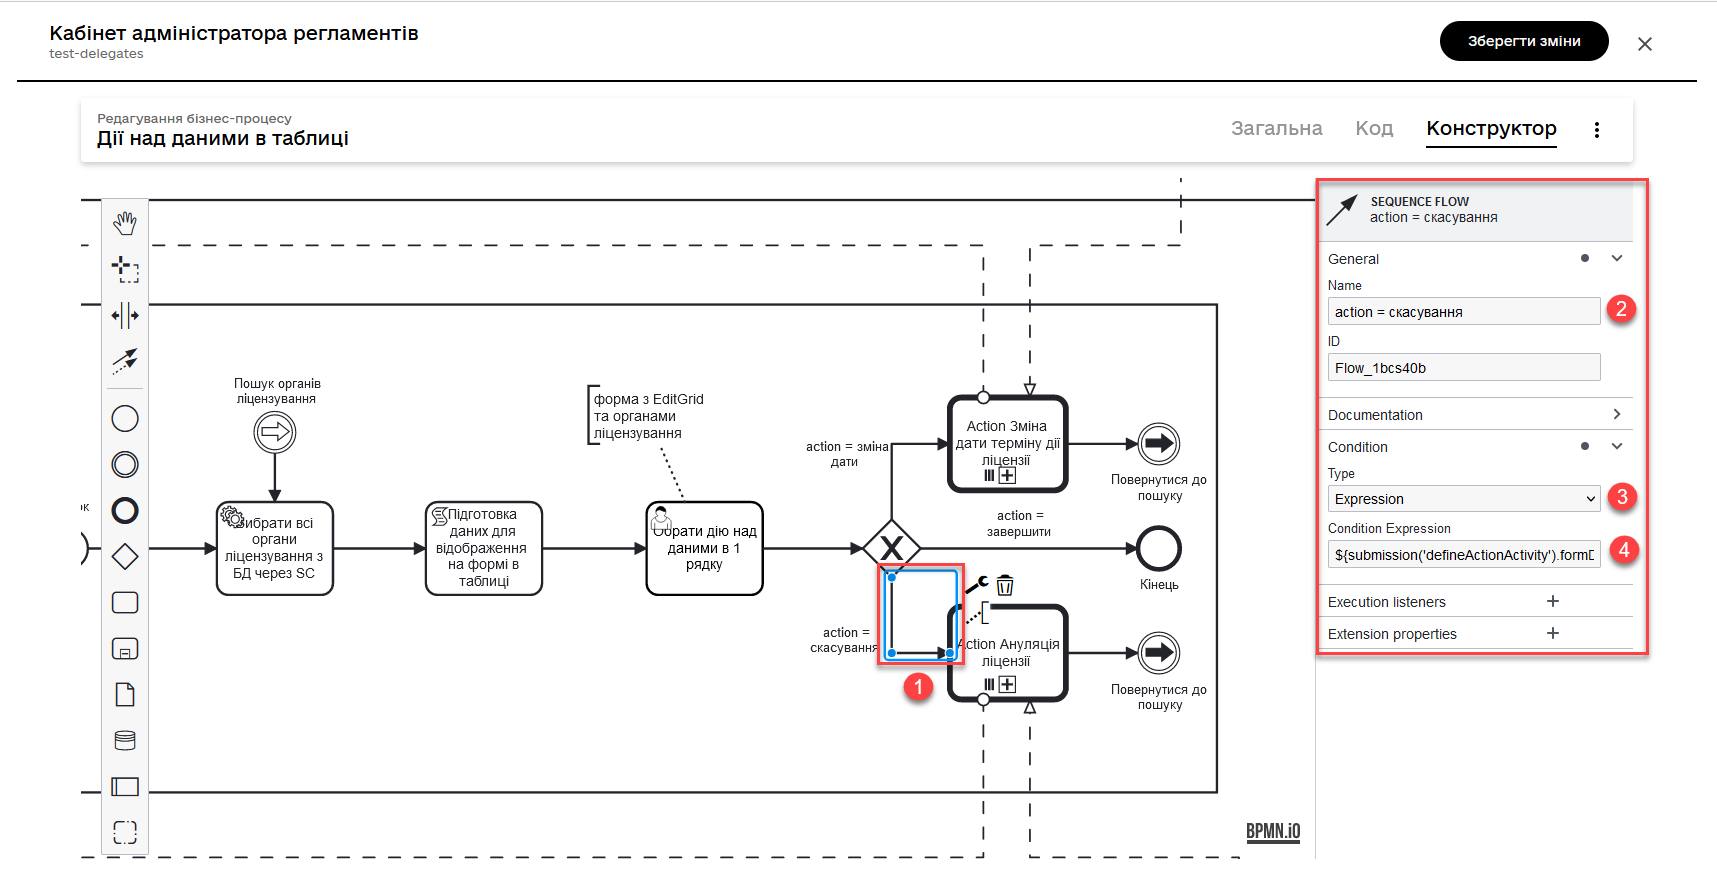 Кабінет адміністратора регламентів
test-delegates
Зберегти зміни
Редагування бізнес-процесу
Дії над даними в таблиці
Загальна
Код
Конструктор
Пошук органів
ліцензування
форма з EditGrid
та органами
ліцензування
Вибрати всі
органи
ліцензування з
БД через SC
Підготовка
даних для
відображення
на формі в
таблиці
Обрати дію над
даними в 1
рядку
action = зміна
дати
Action Зміна
дати терміну дії
ліцензії
Повернутися до
пошуку
action =
завершити
Кінець
action =
скасування
Action Ануляція
ліцензії
Повернутися до
пошуку
1
BPMN.iO
SEQUENCE FLOW
action = скасування
General
Name
action = скасування
2
ID
Flow_1bcs40b
Documentation
Condition
Type
Expression
3
Condition Expression
${submission('defineActionActivity').formD
4
Execution listeners
Extension properties